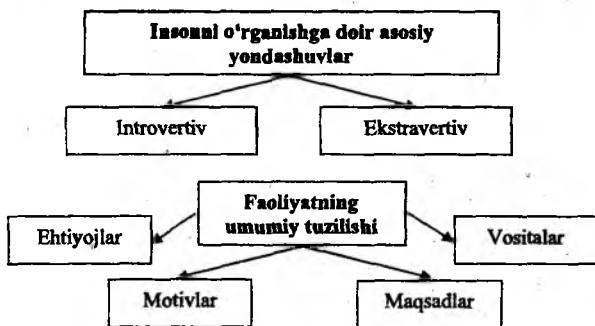 Insonni o‘rganishga doir asosiy
yondashuvlar
Introvertiv
Ekstravertiv
Faoliyatning
umumiy tuzilishi
Ehtiyojlar
Vositalar
Motivlar
Maqsadlar